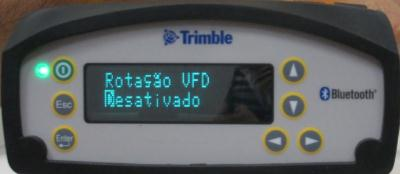 Trimble
Rotação VFD
Desativado
Esc
Enter
Bluetooth®